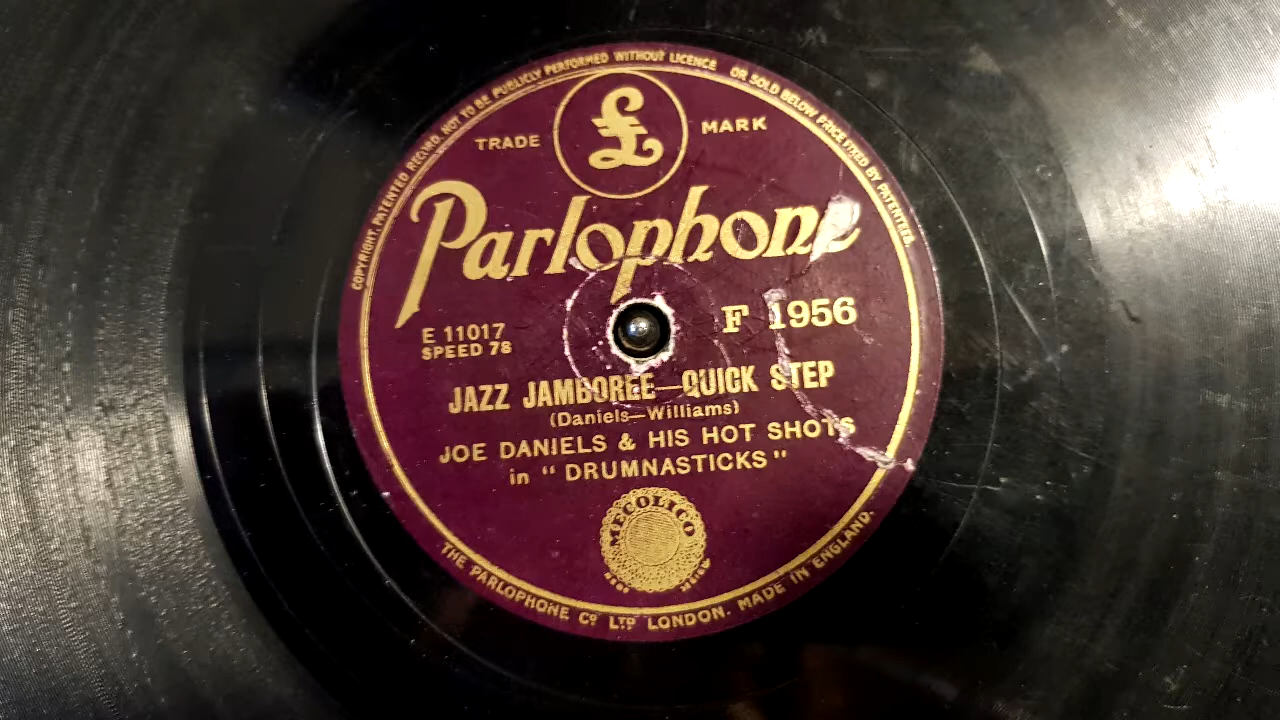 COPYRIGHT. PATENTED RECORD. NOT TO BE PUBLICLY PERFORMED WITHOUT LICENCE OR SOLD BELOW PRICE FIXED BY PATENTEES.
£
TRADE MARK
Parlophone
E 11017
F 1956
SPEED 78
JAZZ JAMBOREE—QUICK STEP
(Daniels—Williams)
JOE DANIELS & HIS HOT SHOTS
in "DRUMNASTICKS"
MECOLICO
THE PARLOPHONE Cº LTD LONDON. MADE IN ENGLAND.